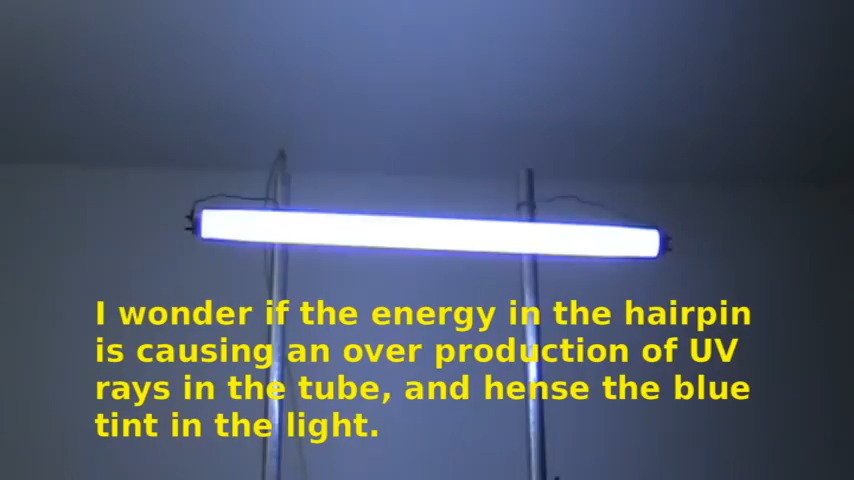 I wonder if the energy in the hairpin
is causing an over production of UV
rays in the tube, and hense the blue
tint in the light.